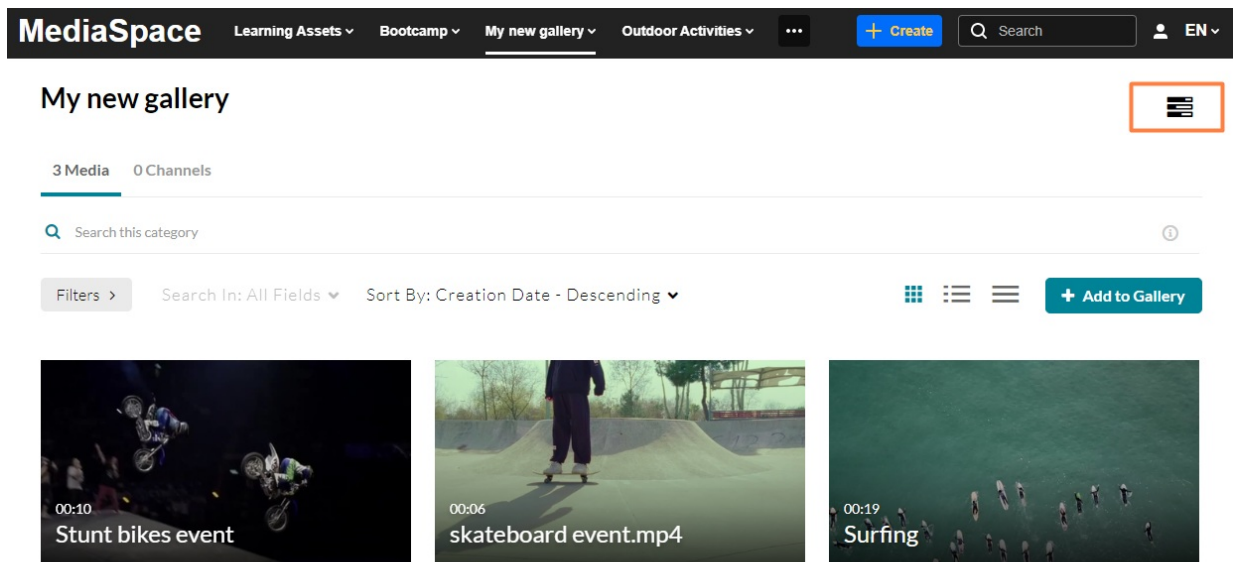 MediaSpace Learning Assets Bootcamp My new gallery Outdoor Activities ••• + Create Search EN
My new gallery
3 Media 0 Channels
Search this category
Filters > Search In: All Fields Sort By: Creation Date - Descending + Add to Gallery
00:10 00:06 00:19
Stunt bikes event skateboard event.mp4 Surfing